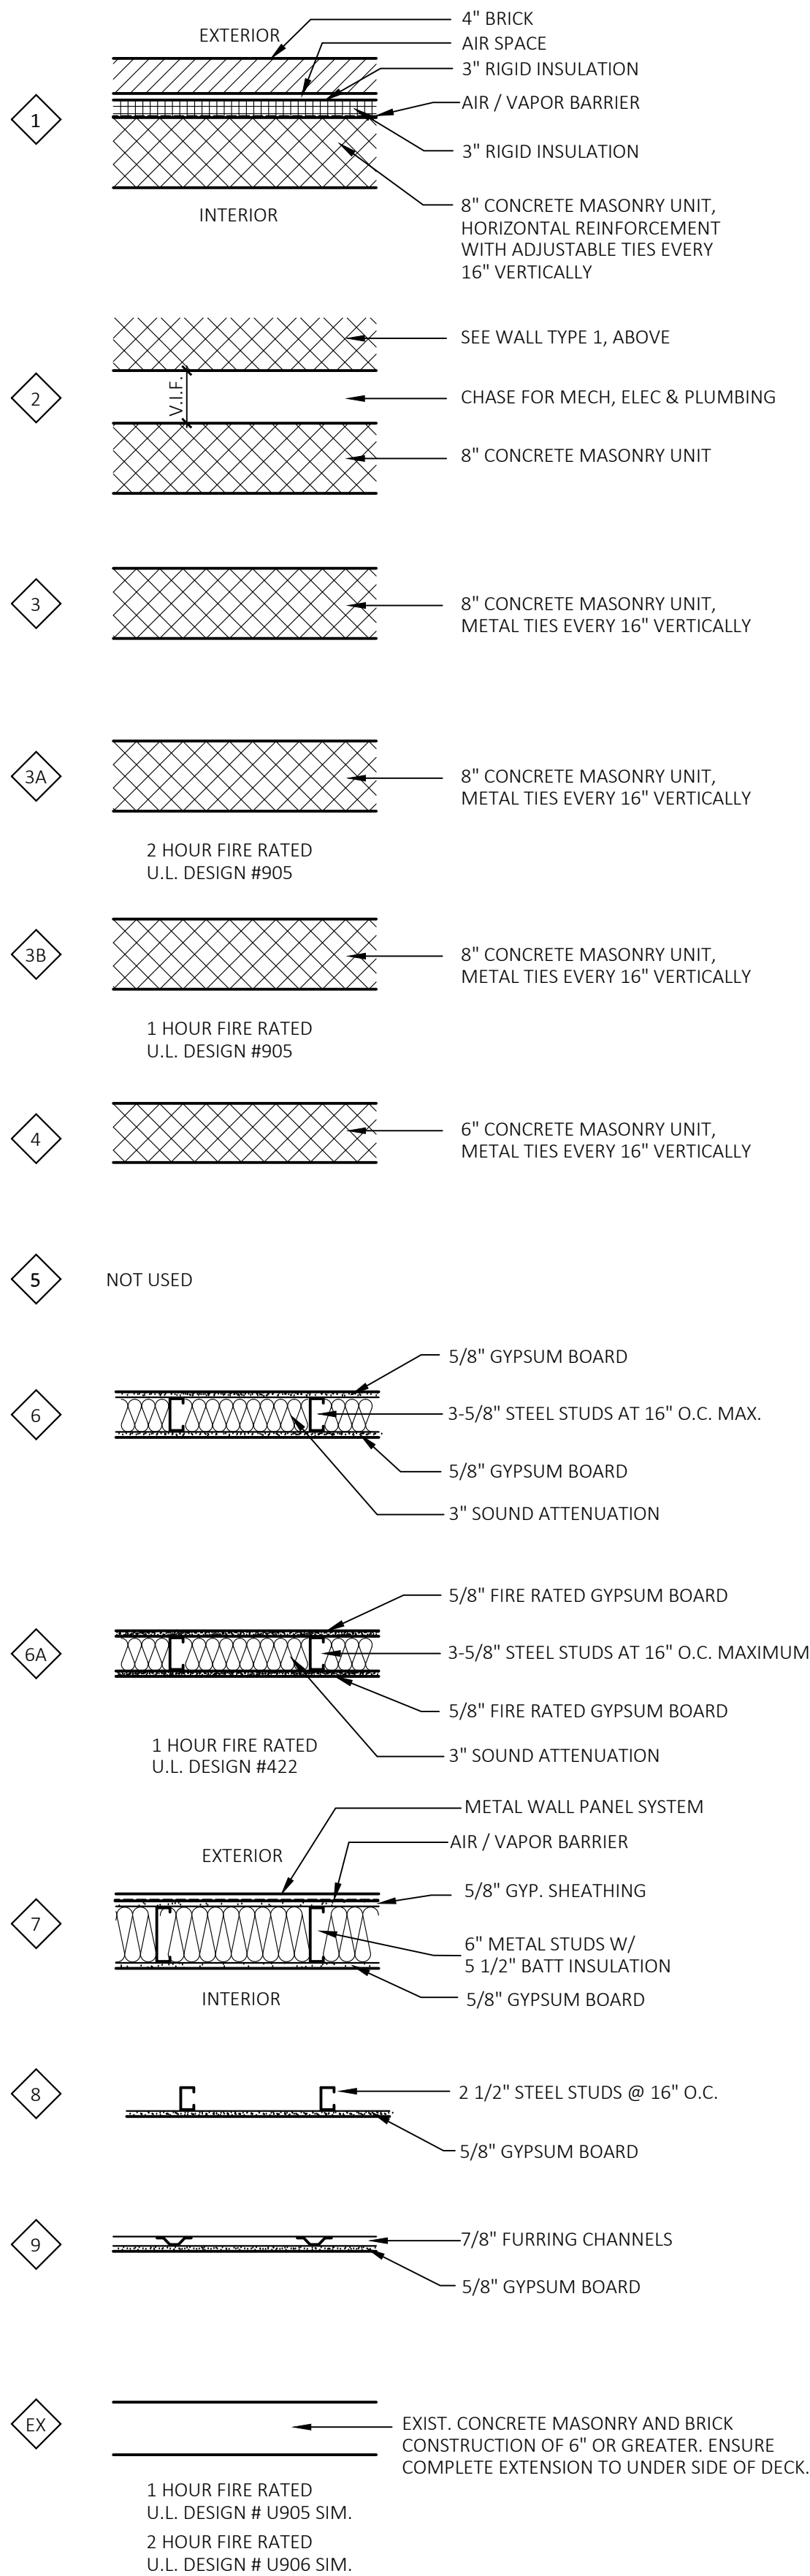 EXTERIOR
4" BRICK
AIR SPACE
3" RIGID INSULATION
AIR / VAPOR BARRIER
1
3" RIGID INSULATION
INTERIOR
8" CONCRETE MASONRY UNIT,
HORIZONTAL REINFORCEMENT
WITH ADJUSTABLE TIES EVERY
16" VERTICALLY
SEE WALL TYPE 1, ABOVE
2
V.I.F.
CHASE FOR MECH, ELEC & PLUMBING
8" CONCRETE MASONRY UNIT
3
8" CONCRETE MASONRY UNIT,
METAL TIES EVERY 16" VERTICALLY
3A
8" CONCRETE MASONRY UNIT,
METAL TIES EVERY 16" VERTICALLY
2 HOUR FIRE RATED
U.L. DESIGN #905
3B
8" CONCRETE MASONRY UNIT,
METAL TIES EVERY 16" VERTICALLY
1 HOUR FIRE RATED
U.L. DESIGN #905
4
6" CONCRETE MASONRY UNIT,
METAL TIES EVERY 16" VERTICALLY
5
NOT USED
6
5/8" GYPSUM BOARD
3-5/8" STEEL STUDS AT 16" O.C. MAX.
5/8" GYPSUM BOARD
3" SOUND ATTENUATION
6A
5/8" FIRE RATED GYPSUM BOARD
3-5/8" STEEL STUDS AT 16" O.C. MAXIMUM
5/8" FIRE RATED GYPSUM BOARD
3" SOUND ATTENUATION
1 HOUR FIRE RATED
U.L. DESIGN #422
METAL WALL PANEL SYSTEM
AIR / VAPOR BARRIER
EXTERIOR
5/8" GYP. SHEATHING
7
6" METAL STUDS W/
5 1/2" BATT INSULATION
INTERIOR
5/8" GYPSUM BOARD
8
2 1/2" STEEL STUDS @ 16" O.C.
5/8" GYPSUM BOARD
9
7/8" FURRING CHANNELS
5/8" GYPSUM BOARD
EX
EXIST. CONCRETE MASONRY AND BRICK
CONSTRUCTION OF 6" OR GREATER. ENSURE
COMPLETE EXTENSION TO UNDER SIDE OF DECK.
1 HOUR FIRE RATED
U.L. DESIGN # U905 SIM.
2 HOUR FIRE RATED
U.L. DESIGN # U906 SIM.